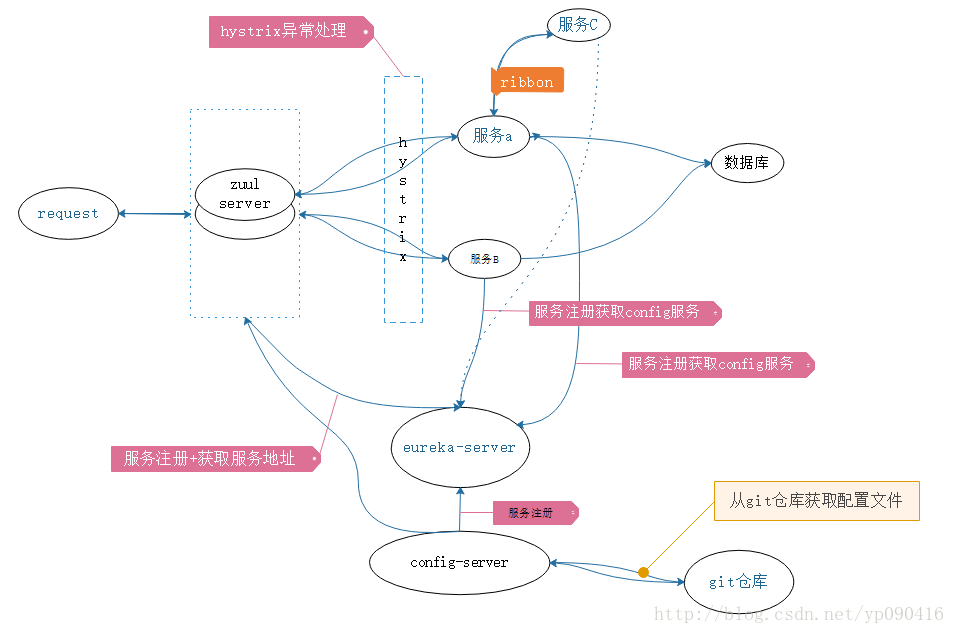 hystrix异常处理
服务C
ribbon
hystrix
服务a
数据库
zuul
server
request
服务B
服务注册获取config服务
服务注册获取config服务
eureka-server
服务注册+获取服务地址
从git仓库获取配置文件
服务注册
config-server
git仓库
http://blog.csdn.net/yp090416